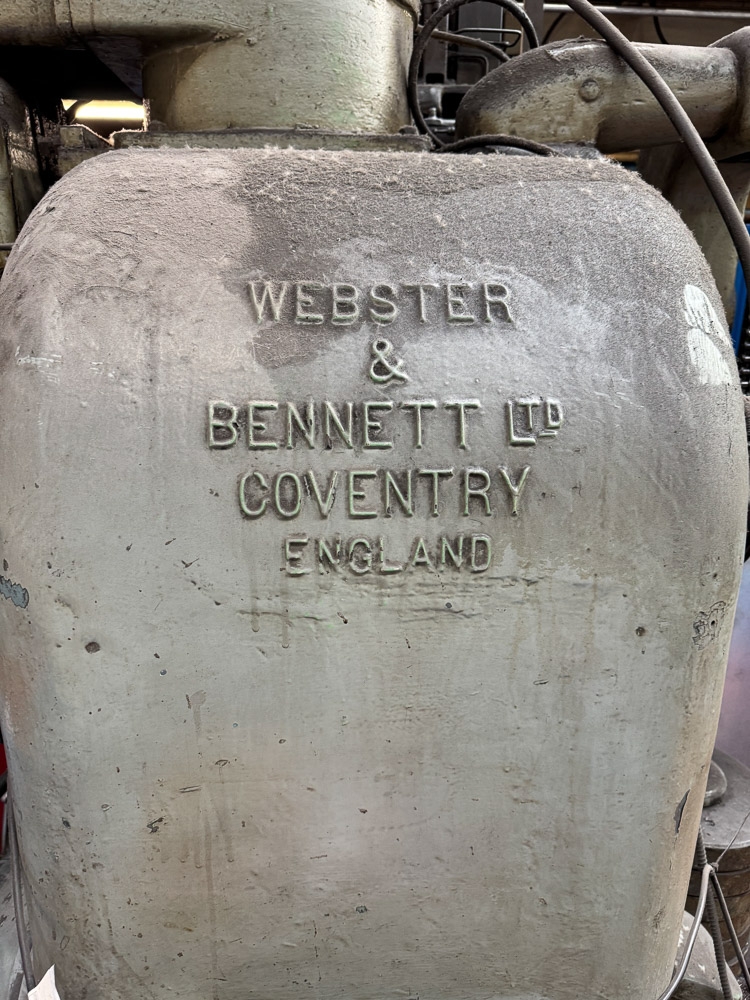 WEBSTER
&
BENNETT LTD
COVENTRY
ENGLAND